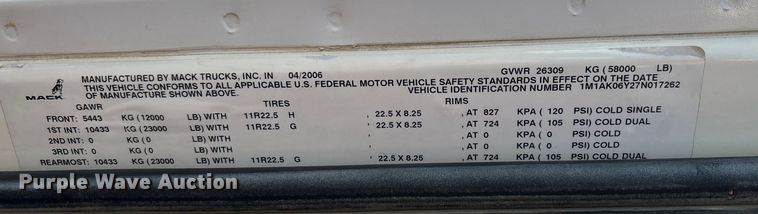 MANUFACTURED BY MACK TRUCKS, INC. IN 04/2006 GVWR 26309 KG ( 58000 LB)
THIS VEHICLE CONFORMS TO ALL APPLICABLE U.S. FEDERAL MOTOR VEHICLE SAFETY STANDARDS IN EFFECT ON THE DATE
OF MANUFACTURE SHOWN ABOVE. VEHICLE IDENTIFICATION NUMBER 1M1AK06Y27N017262
MACK
GAWR TIRES RIMS
FRONT: 5443 KG (12000 LB) WITH 11R22.5 H , 22.5 X 8.25 , AT 827 KPA ( 120 PSI) COLD SINGLE
1ST INT: 10433 KG (23000 LB) WITH 11R22.5 G , 22.5 X 8.25 , AT 724 KPA ( 105 PSI) COLD DUAL
2ND INT: 0 KG (0 LB) WITH , , AT 0 KPA ( 0 PSI) COLD
3RD INT: 0 KG (0 LB) WITH , , AT 0 KPA ( 0 PSI) COLD
REARMOST: 10433 KG (23000 LB) WITH 11R22.5 G , 22.5 X 8.25 , AT 724 KPA ( 105 PSI) COLD DUAL
Purple Wave Auction